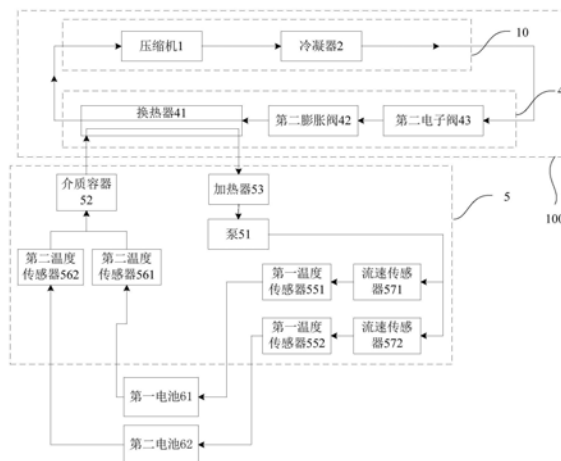 压缩机1
冷凝器2
10
换热器41
第二膨胀阀42
第二电子阀43
4
100
介质容器
52
加热器53
泵51
5
第二温度
传感器562
第二温度
传感器561
第一温度
传感器551
流速传感
器571
第一温度
传感器552
流速传感
器572
第一电池61
第二电池62